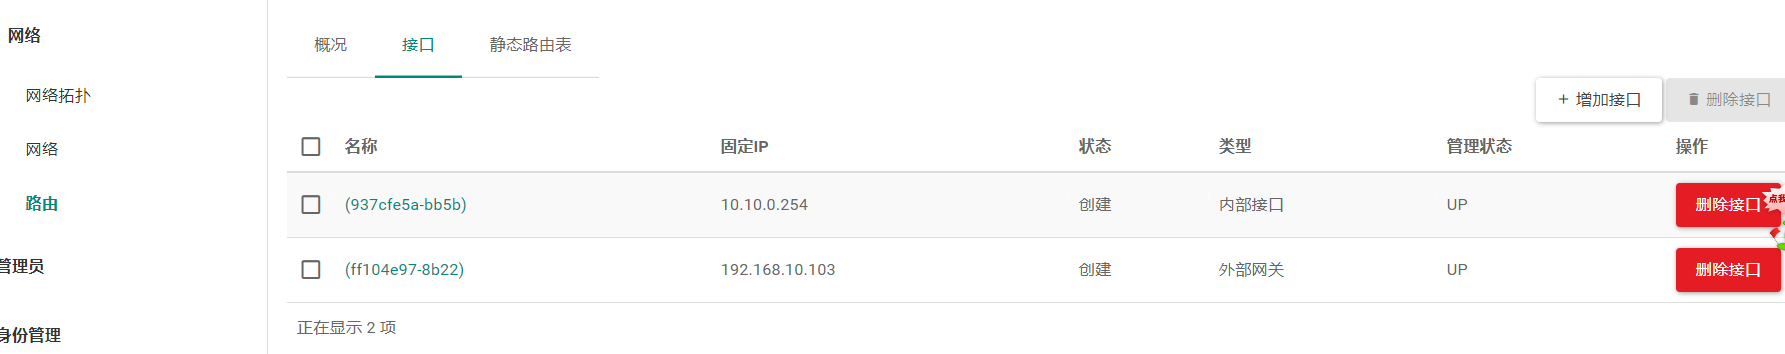 网络
网络拓扑
网络
路由
管理员
身份管理
概况 接口 静态路由表
+ 增加接口 删除接口
名称 固定IP 状态 类型 管理状态 操作
(937cfe5a-bb5b) 10.10.0.254 创建 内部接口 UP 删除接口
点我
(ff104e97-8b22) 192.168.10.103 创建 外部网关 UP 删除接口
正在显示 2 项